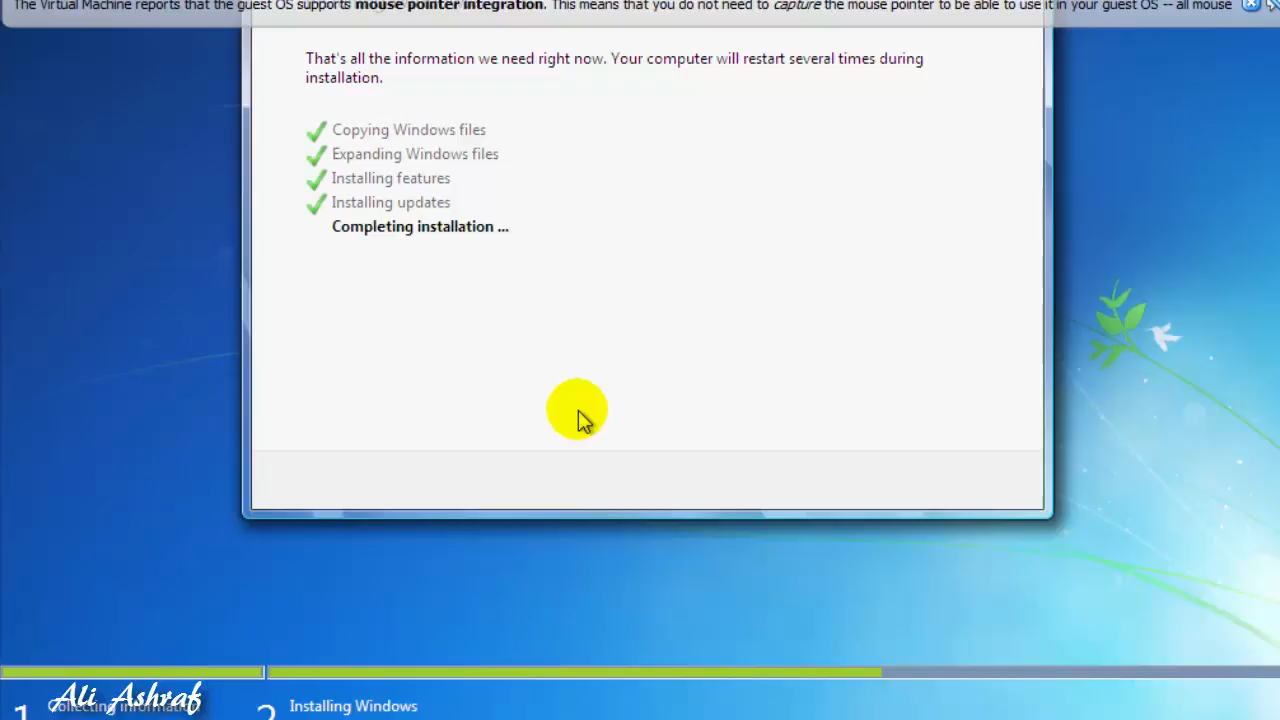 The Virtual Machine reports that the guest OS supports mouse pointer integration. This means that you do not need to capture the mouse pointer to be able to use it in your guest OS -- all mouse
That's all the information we need right now. Your computer will restart several times during
installation.
Copying Windows files
Expanding Windows files
Installing features
Installing updates
Completing installation ...
1 Collecting information
2 Installing Windows
Ali Ashraf